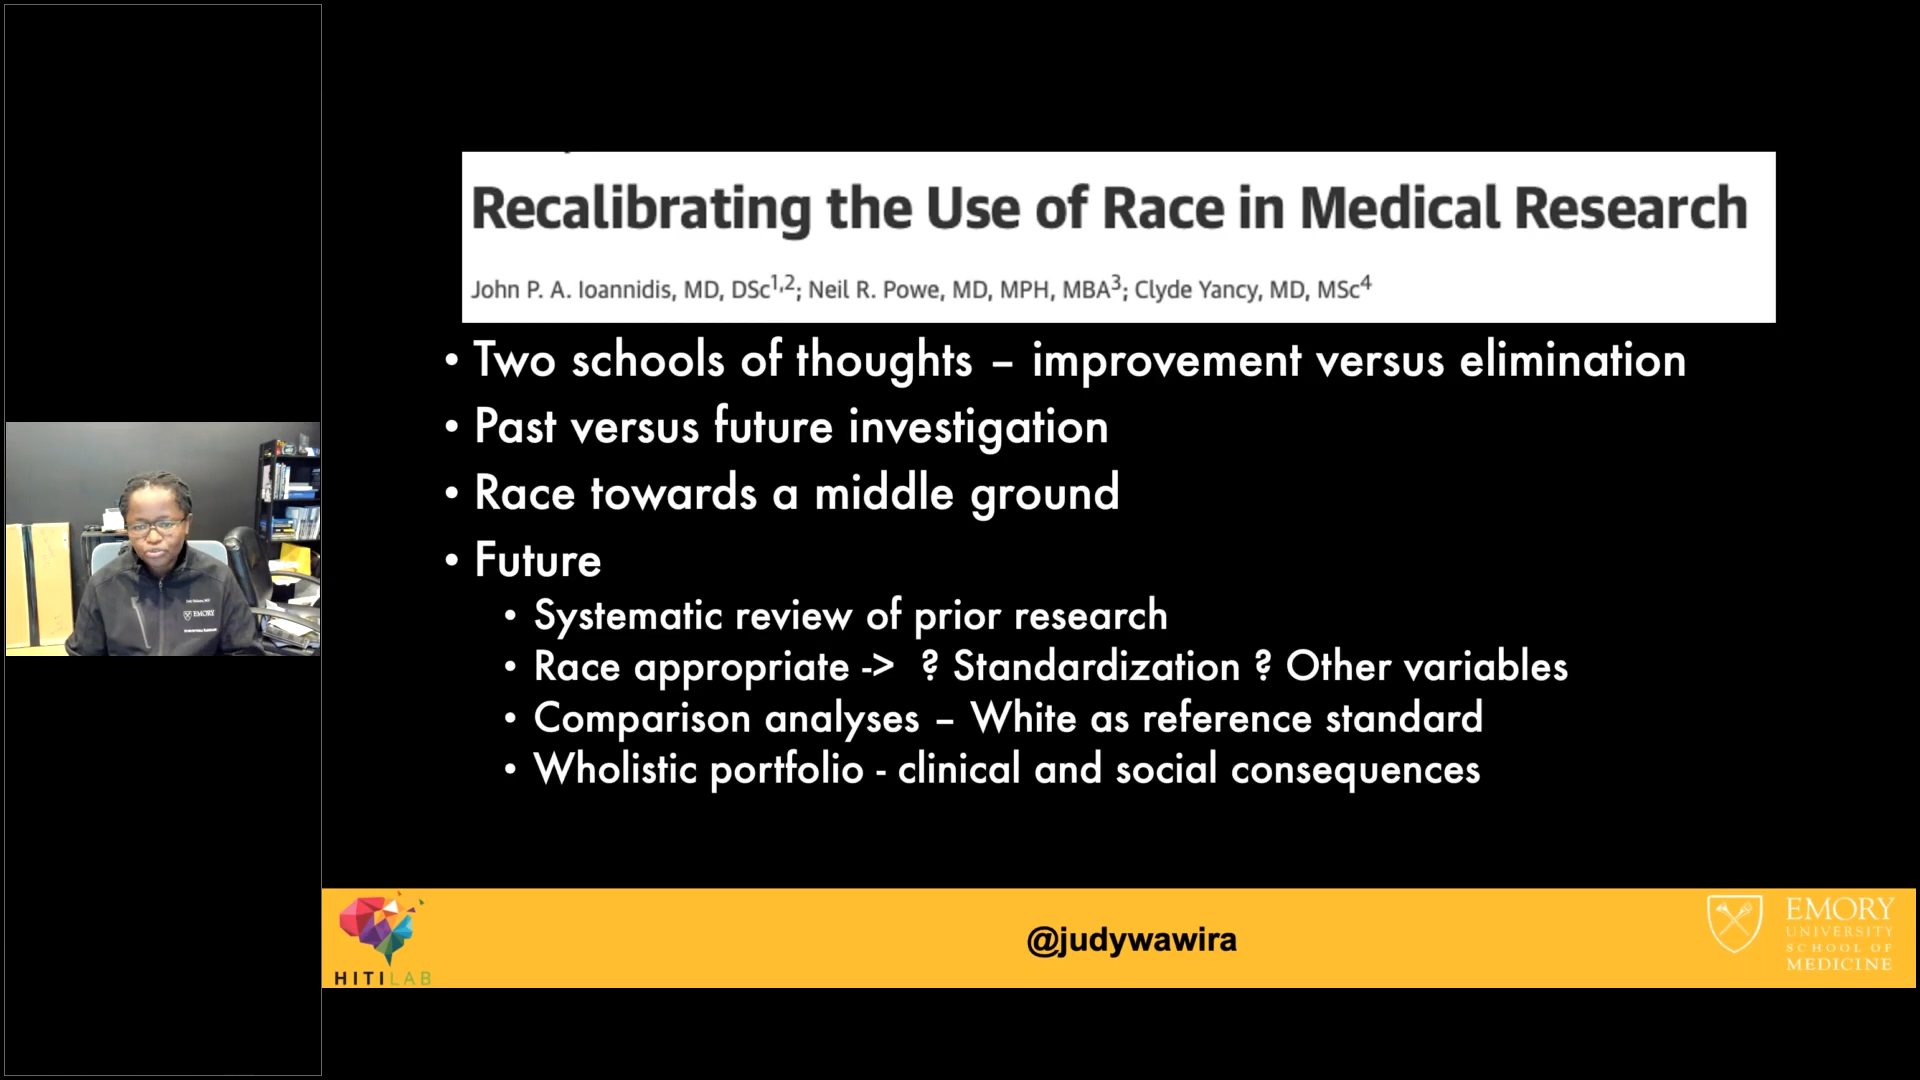 Recalibrating the Use of Race in Medical Research
John P. A. Ioannidis, MD, DSc1,2; Neil R. Powe, MD, MPH, MBA3; Clyde Yancy, MD, MSc4
• Two schools of thoughts – improvement versus elimination
• Past versus future investigation
• Race towards a middle ground
• Future
• Systematic review of prior research
• Race appropriate -> ? Standardization ? Other variables
• Comparison analyses – White as reference standard
• Wholistic portfolio - clinical and social consequences
EMORY
HITILAB
@judywawira
EMORY
UNIVERSITY
SCHOOL OF
MEDICINE